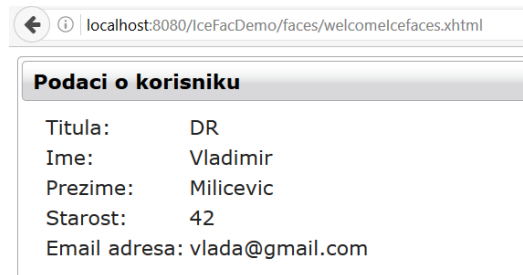 localhost:8080/IceFacDemo/faces/welcomeIcefaces.xhtml
Podaci o korisniku
Titula: DR
Ime: Vladimir
Prezime: Milicevic
Starost: 42
Email adresa: vlada@gmail.com